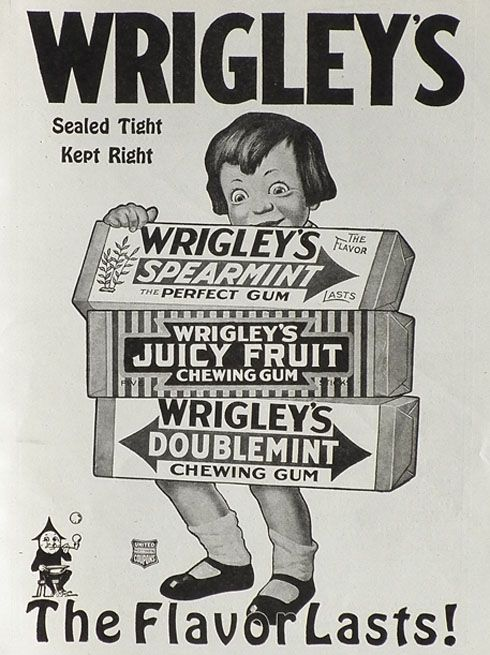 WRIGLEY'S
Sealed Tight
Kept Right
WRIGLEY'S
SPEARMINT
THE PERFECT GUM
THE
FLAVOR
LASTS
WRIGLEY'S
JUICY FRUIT
CHEWING GUM
STICKS
WRIGLEY'S
DOUBLEMINT
CHEWING GUM
UNITED
COUPONS
The Flavor Lasts!